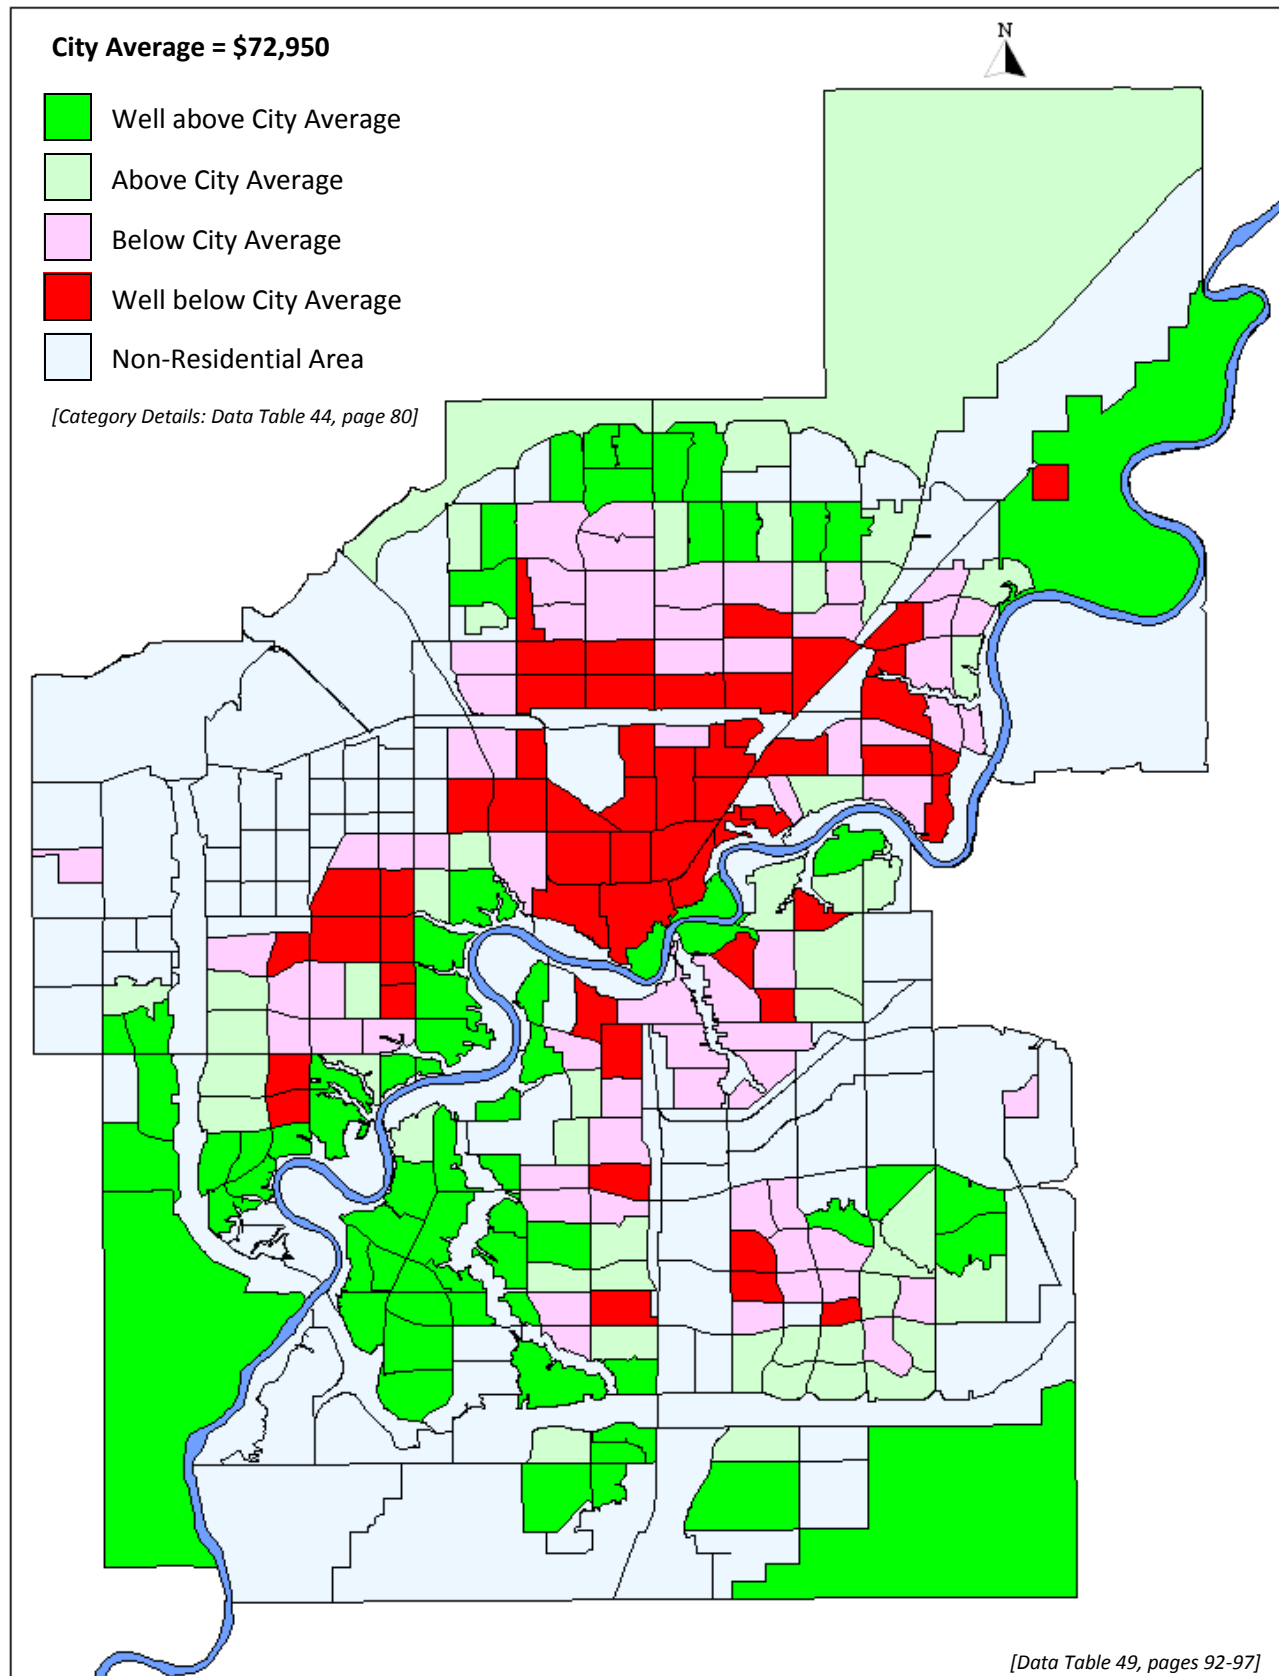 City Average = $72,950
N
Well above City Average
Above City Average
Below City Average
Well below City Average
Non-Residential Area
[Category Details: Data Table 44, page 80]
[Data Table 49, pages 92-97]